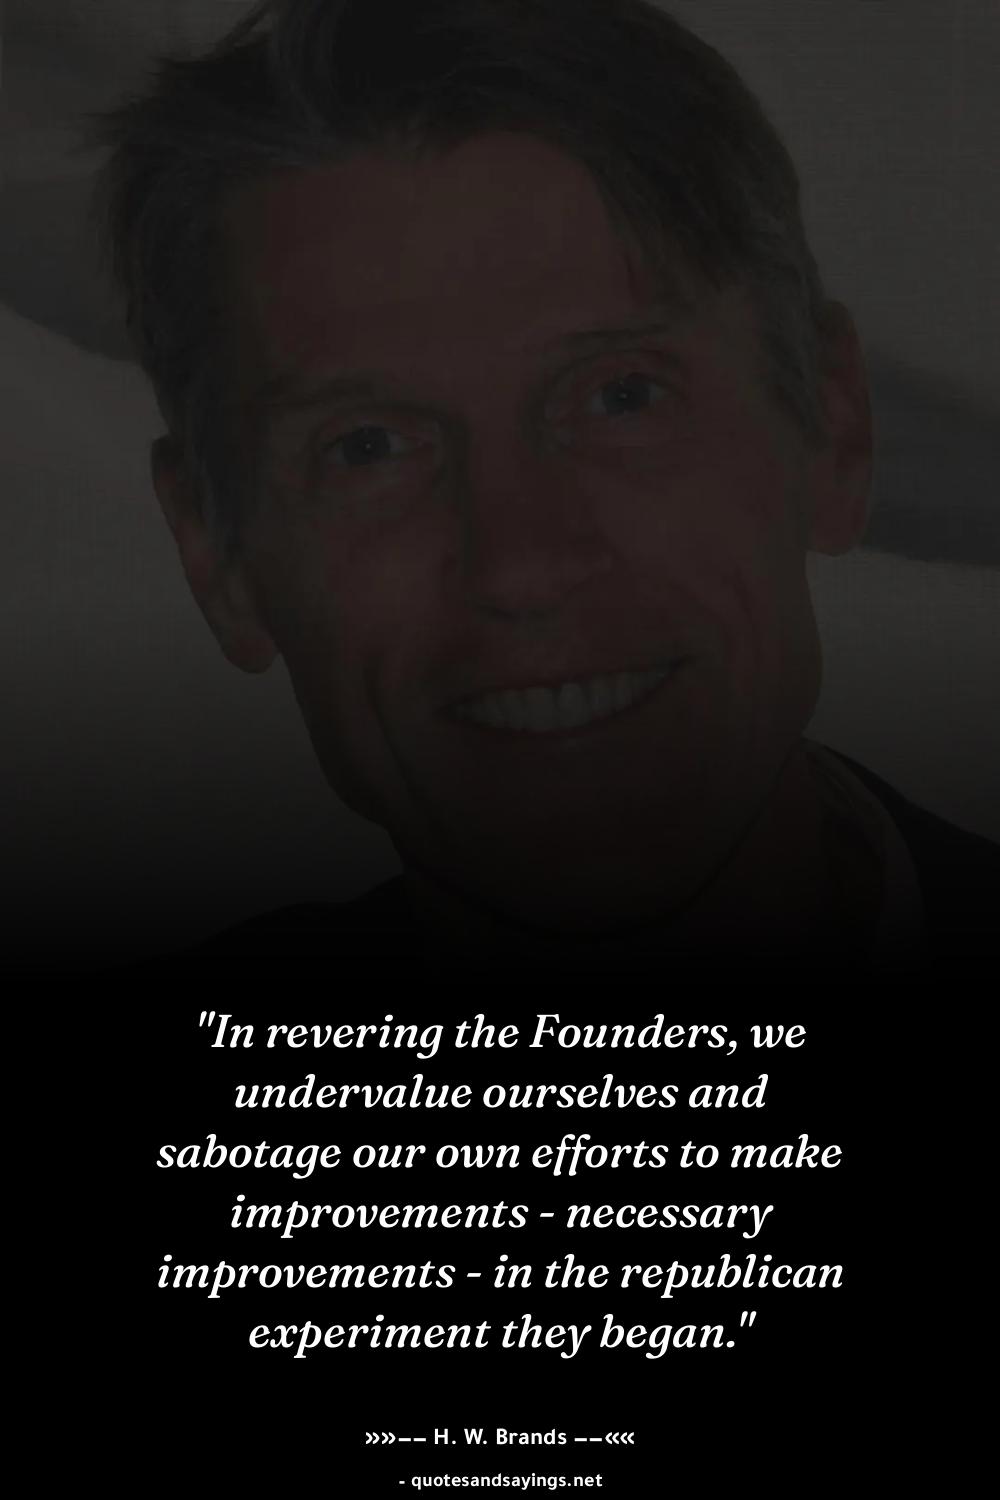 "In revering the Founders, we
undervalue ourselves and
sabotage our own efforts to make
improvements - necessary
improvements - in the republican
experiment they began."
»»—— H. W. Brands ——««
- quotesandsayings.net